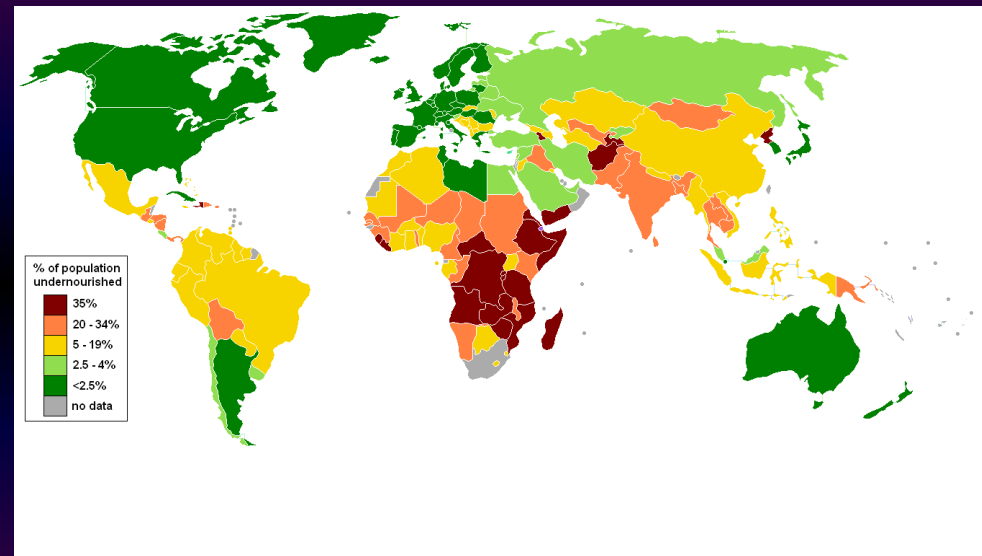 % of population
undernourished
35%
20 - 34%
5 - 19%
2.5 - 4%
<2.5%
no data